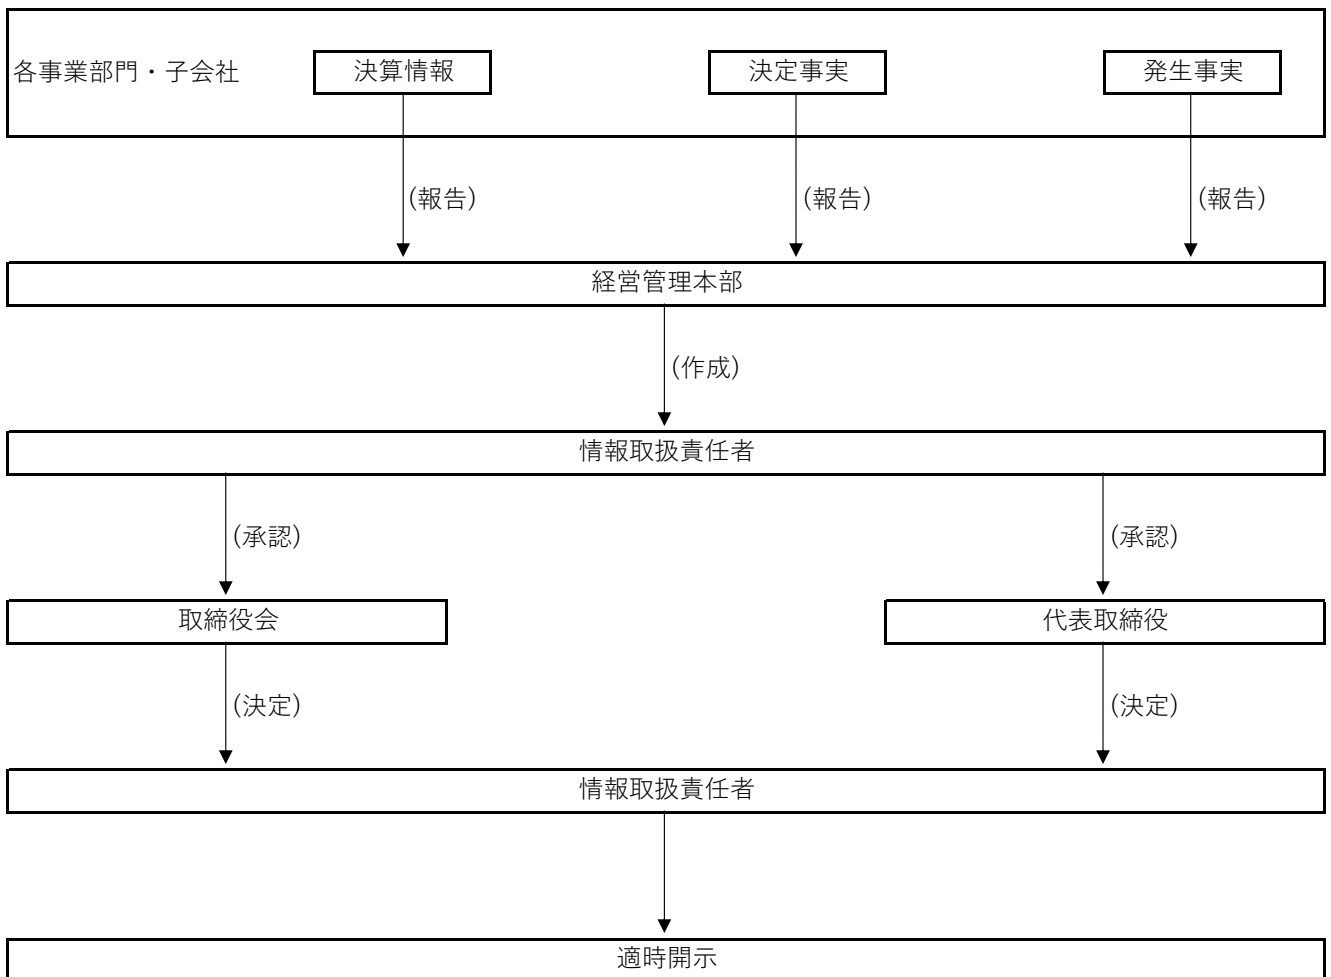 各事業部門・子会社
決算情報
決定事実
発生事実
(報告)
(報告)
(報告)
経営管理本部
(作成)
情報取扱責任者
(承認)
(承認)
取締役会
代表取締役
(決定)
(決定)
情報取扱責任者
適時開示